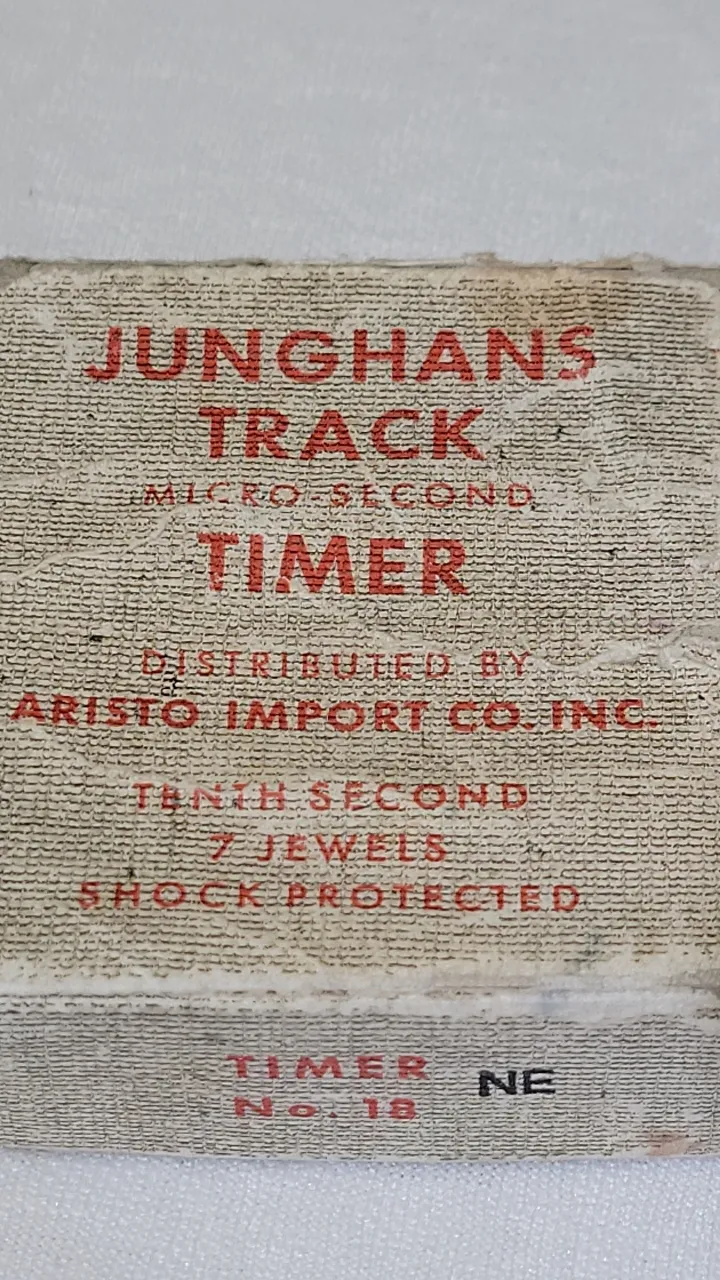 JUNGHANS
TRACK
MICRO-SECOND
TIMER
DISTRIBUTED BY
ARISTO IMPORT CO. INC.
TENTH SECOND
7 JEWELS
SHOCK PROTECTED
TIMER NE
No. 18